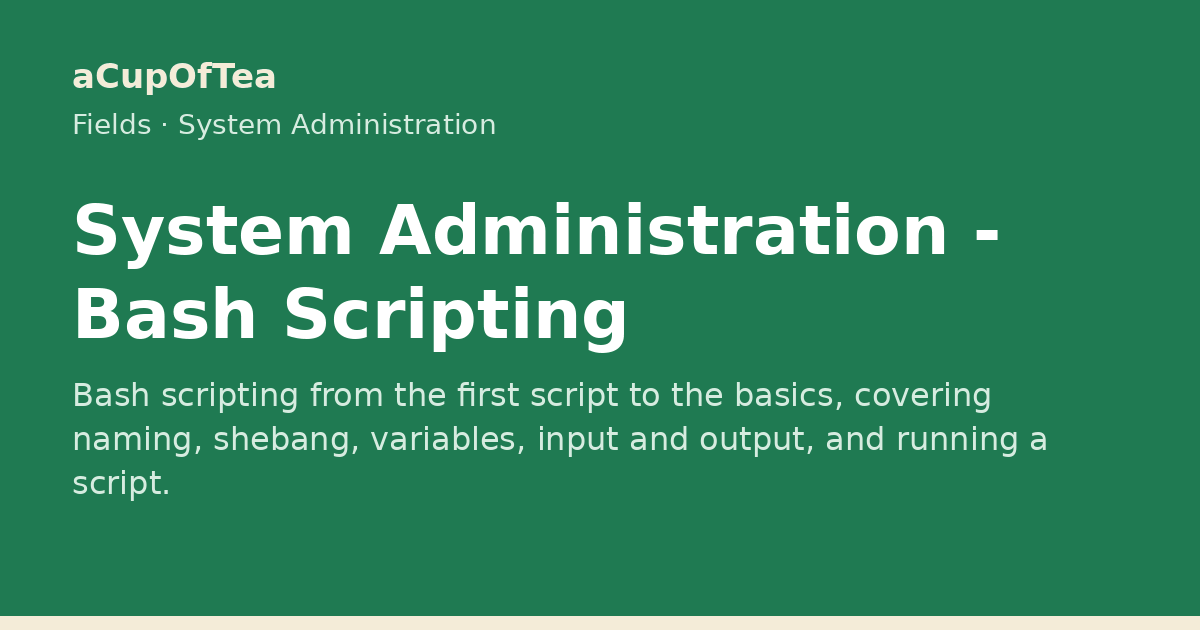 aCupOfTea
Fields · System Administration
System Administration -
Bash Scripting
Bash scripting from the first script to the basics, covering
naming, shebang, variables, input and output, and running a
script.